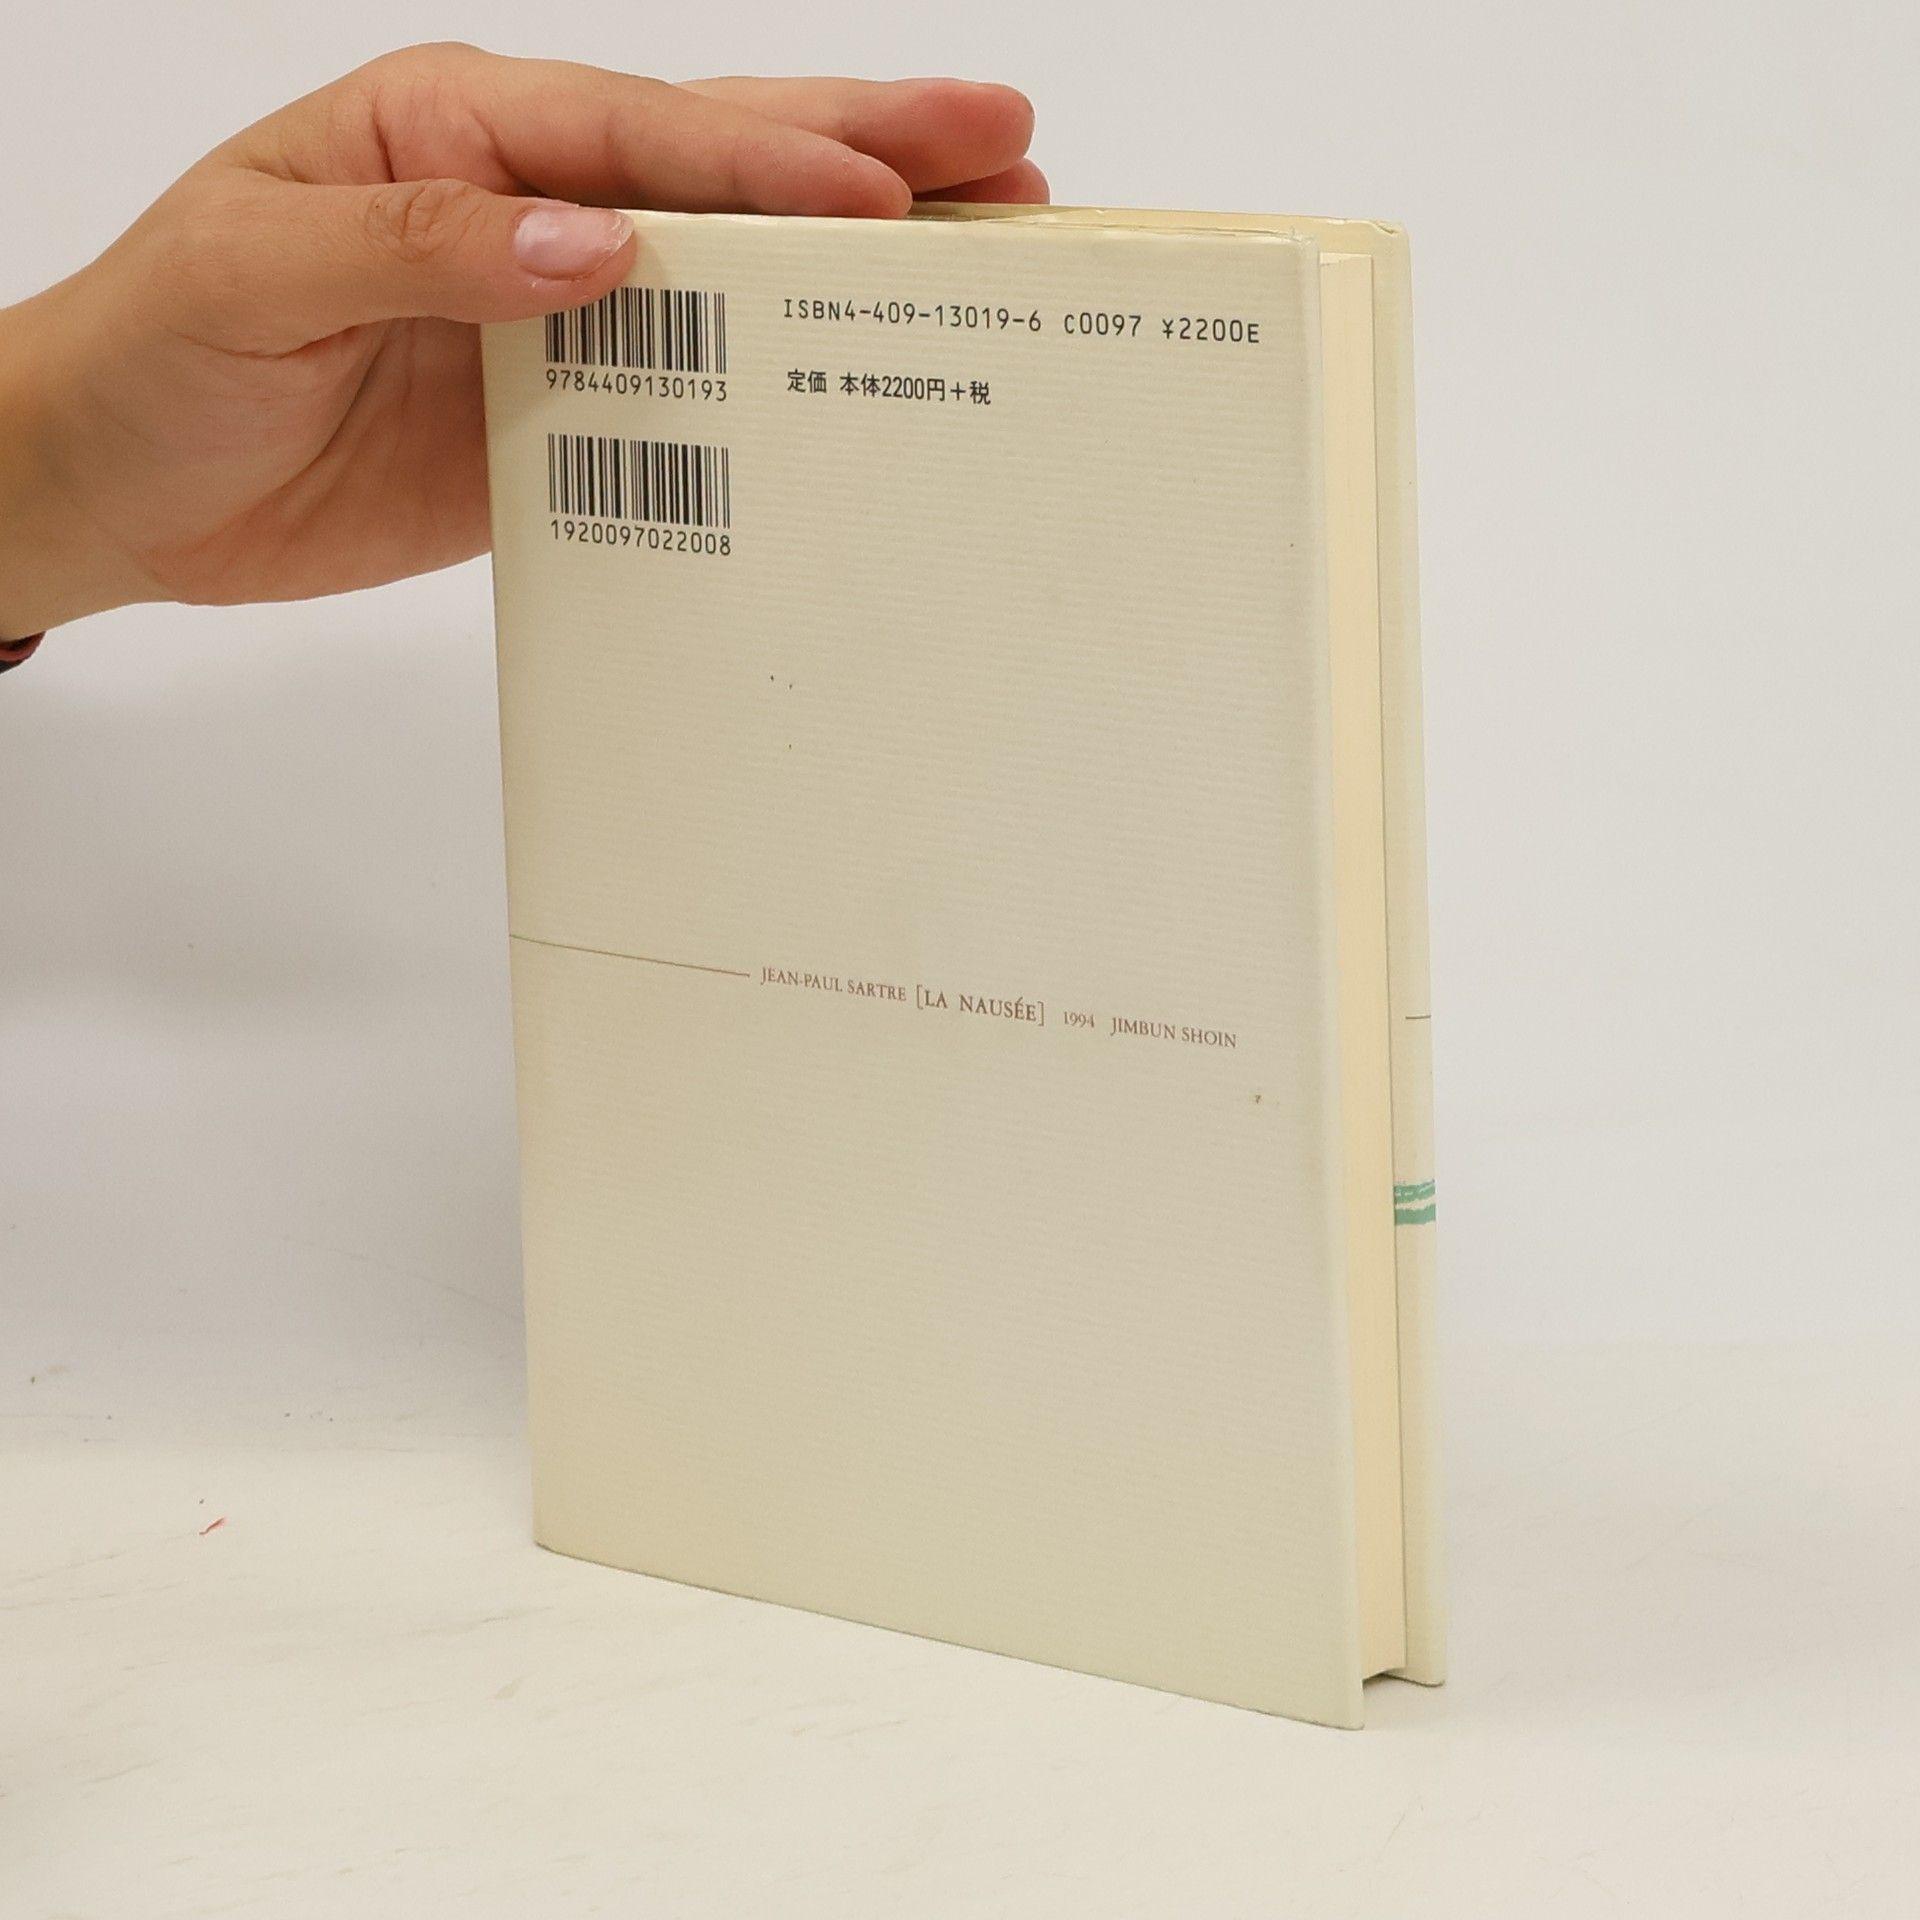 ISBN4-409-13019-6 C0097 ¥2200E
9784409130193
定価 本体2200円+税
1920097022008
JEAN-PAUL SARTRE [LA NAUSÉE] 1994 JIMBUN SHOIN